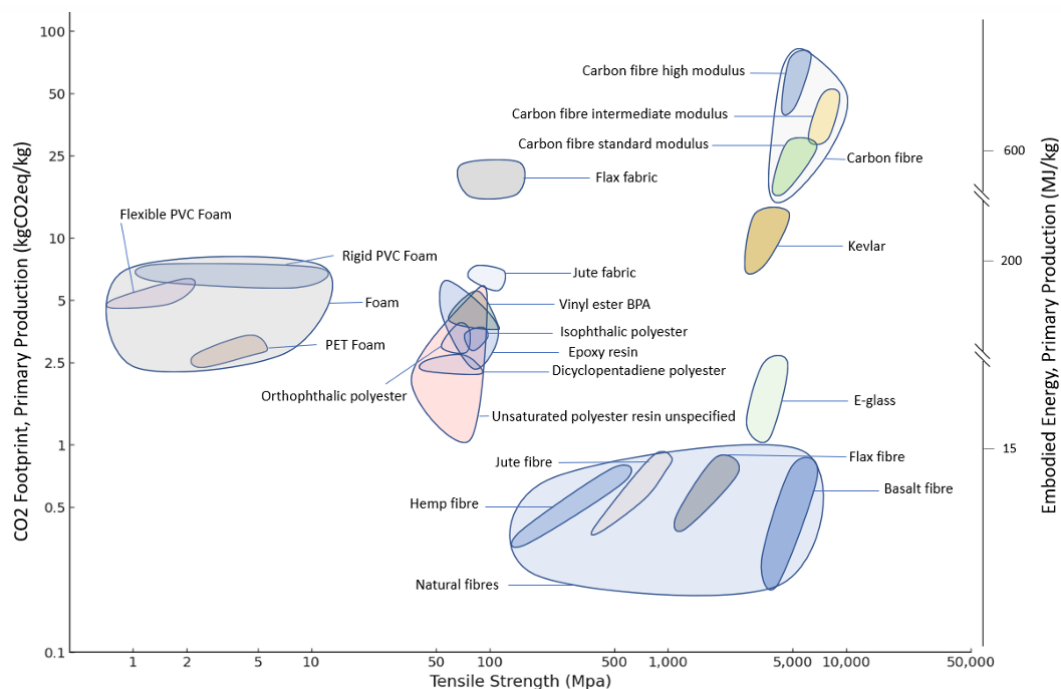 100
50
25
10
5
2.5
1
0.5
0.1
CO2 Footprint, Primary Production (kgCO2eq/kg)
Carbon fibre high modulus
Carbon fibre intermediate modulus
Carbon fibre standard modulus
Carbon fibre
Flax fabric
Flexible PVC Foam
Rigid PVC Foam
Kevlar
Jute fabric
Foam
Vinyl ester BPA
Isophthalic polyester
PET Foam
Epoxy resin
Dicyclopentadiene polyester
Orthophthalic polyester
E-glass
Unsaturated polyester resin unspecified
Jute fibre
Flax fibre
Hemp fibre
Basalt fibre
Natural fibres
600
200
15
Embodied Energy, Primary Production (MJ/kg)
1
2
5
10
50
100
500
1,000
5,000
10,000
50,000
Tensile Strength (Mpa)